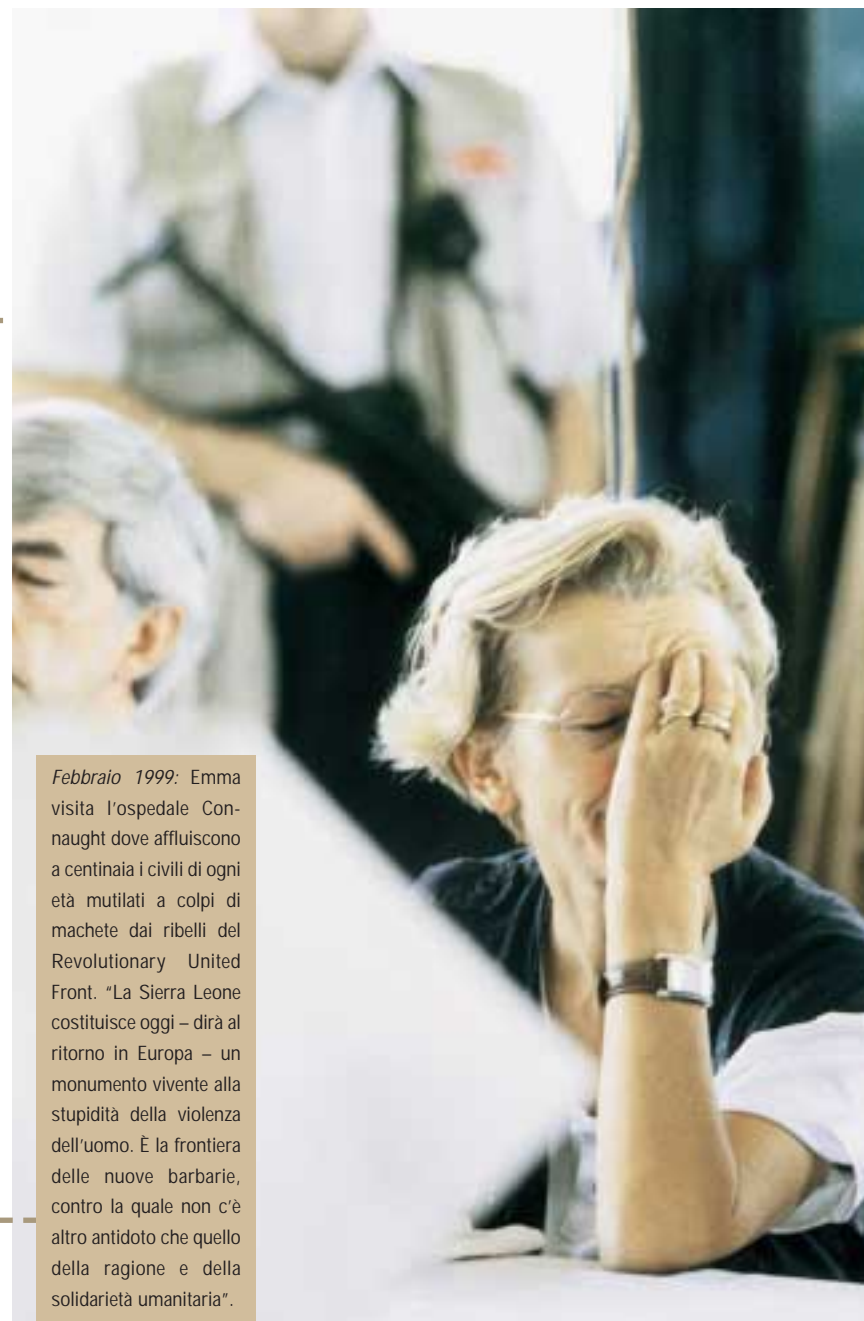 Febbraio 1999: Emma
visita l'ospedale Con-
naught dove affluiscono
a centinaia i civili di ogni
età mutilati a colpi di
machete dai ribelli del
Revolutionary United
Front. “La Sierra Leone
costituisce oggi – dirà al
ritorno in Europa – un
monumento vivente alla
stupidità della violenza
dell'uomo. È la frontiera
delle nuove barbarie,
contro la quale non c'è
altro antidoto che quello
della ragione e della
solidarietà umanitaria”.